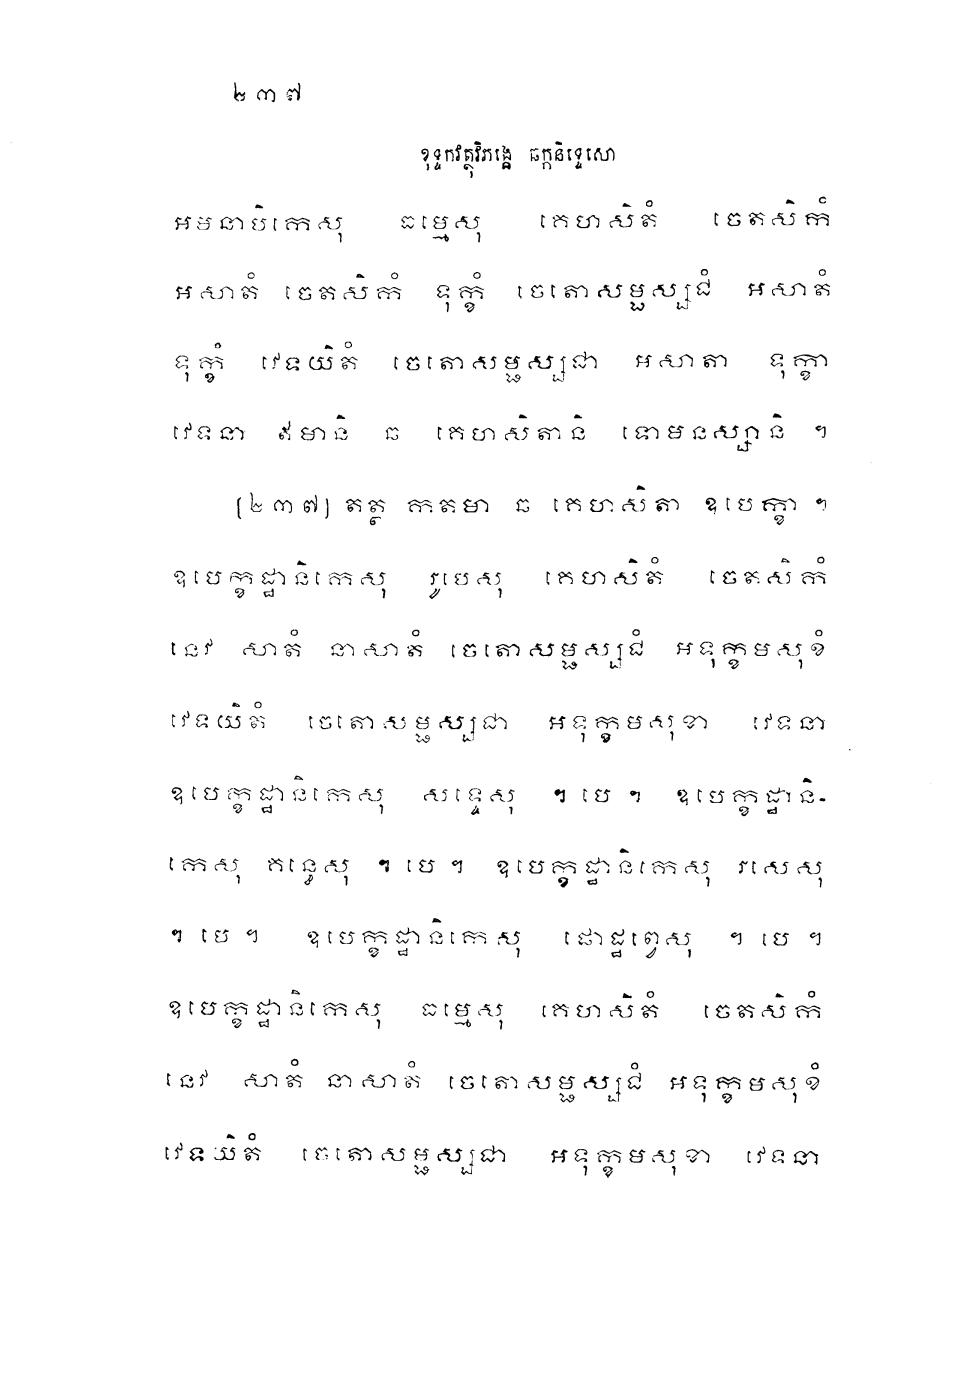 ២៣៧
ខុទ្ទកវត្ថុវិភង្គេ ឆក្កនិទ្ទេសោ
អមនាបិកេសុ ធម្មេសុ គេហសិតំ ចេតសិកំ
អសាតំ ចេតសិកំ ទុក្ខំ ចេតោសម្ផស្សជំ អសាតំ
ទុក្ខំ វេទយិតំ ចេតោសម្ផស្សជា អសាតា ទុក្ខា
វេទនា ឥមានិ ឆ គេហសិតានិ ទោមនស្សានិ ។
[២៣៧] តត្ថ កតមា ឆ គេហសិតា ឧបេក្ខា ។
ឧបេក្ខដ្ឋានិកេសុ រូបេសុ គេហសិតំ ចេតសិកំ
នេវ សាតំ នាសាតំ ចេតោសម្ផស្សជំ អទុក្ខមសុខំ
វេទយិតំ ចេតោសម្ផស្សជា អទុក្ខមសុខា វេទនា
ឧបេក្ខដ្ឋានិកេសុ សទ្ទេសុ ។ បេ ។ ឧបេក្ខដ្ឋានិ-
កេសុ គន្ធេសុ ។ បេ ។ ឧបេក្ខដ្ឋានិកេសុ រសេសុ
។ បេ ។ ឧបេក្ខដ្ឋានិកេសុ ផោដ្ឋព្វេសុ ។ បេ ។
ឧបេក្ខដ្ឋានិកេសុ ធម្មេសុ គេហសិតំ ចេតសិកំ
នេវ សាតំ នាសាតំ ចេតោសម្ផស្សជំ អទុក្ខមសុខំ
វេទយិតំ ចេតោសម្ផស្សជា អទុក្ខមសុខា វេទនា